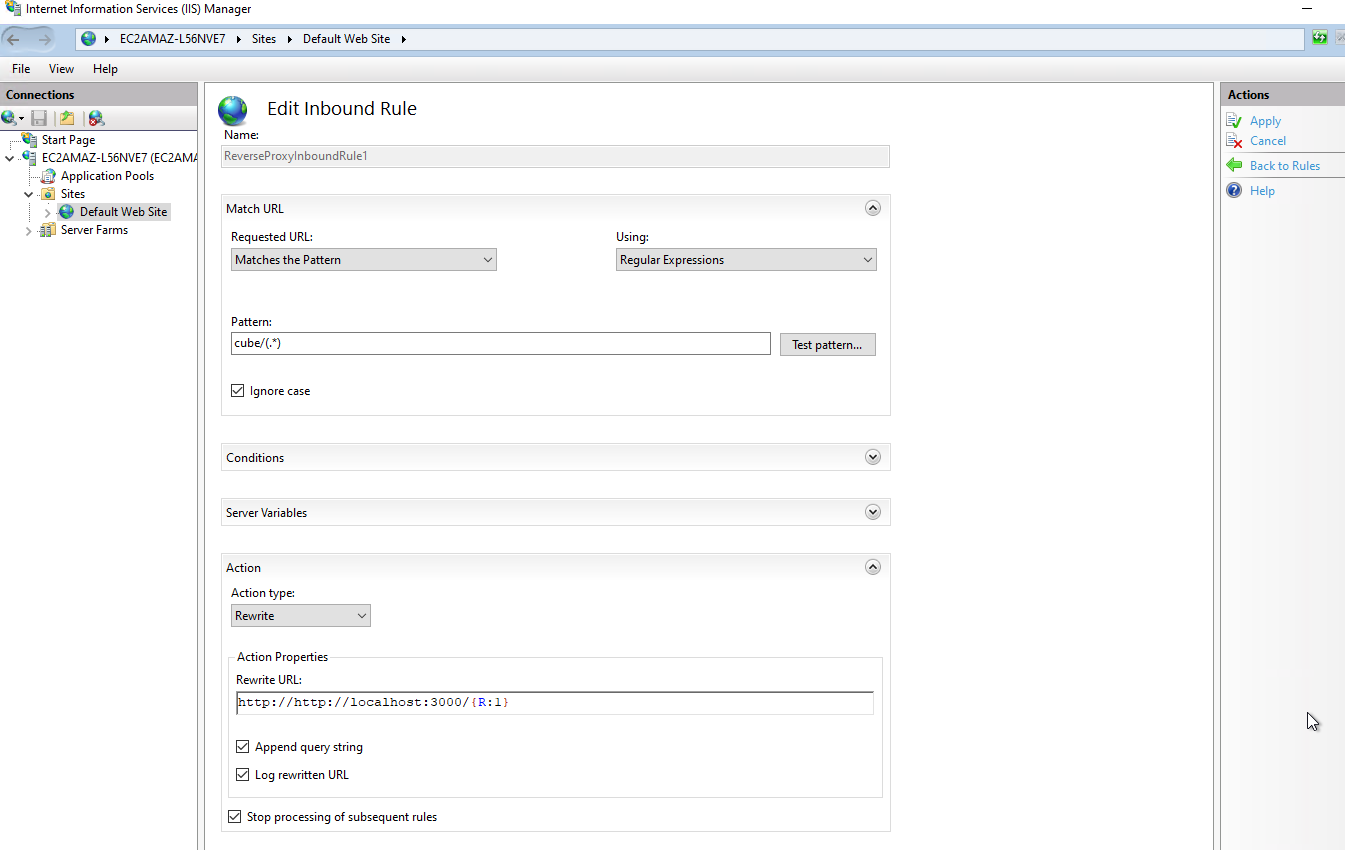 Internet Information Services (IIS) Manager
EC2AMAZ-L56NVE7 Sites Default Web Site
File View Help
Connections
Start Page
EC2AMAZ-L56NVE7 (EC2AMA
Application Pools
Sites
Default Web Site
Server Farms
Edit Inbound Rule
Name:
ReverseProxyInboundRule1
Match URL
Requested URL: Using:
Matches the Pattern Regular Expressions
Pattern:
cube/(.*) Test pattern...
Ignore case
Conditions
Server Variables
Action
Action type:
Rewrite
Action Properties
Rewrite URL:
http://http://localhost:3000/{R:1}
Append query string
Log rewritten URL
Stop processing of subsequent rules
Actions
Apply
Cancel
Back to Rules
Help